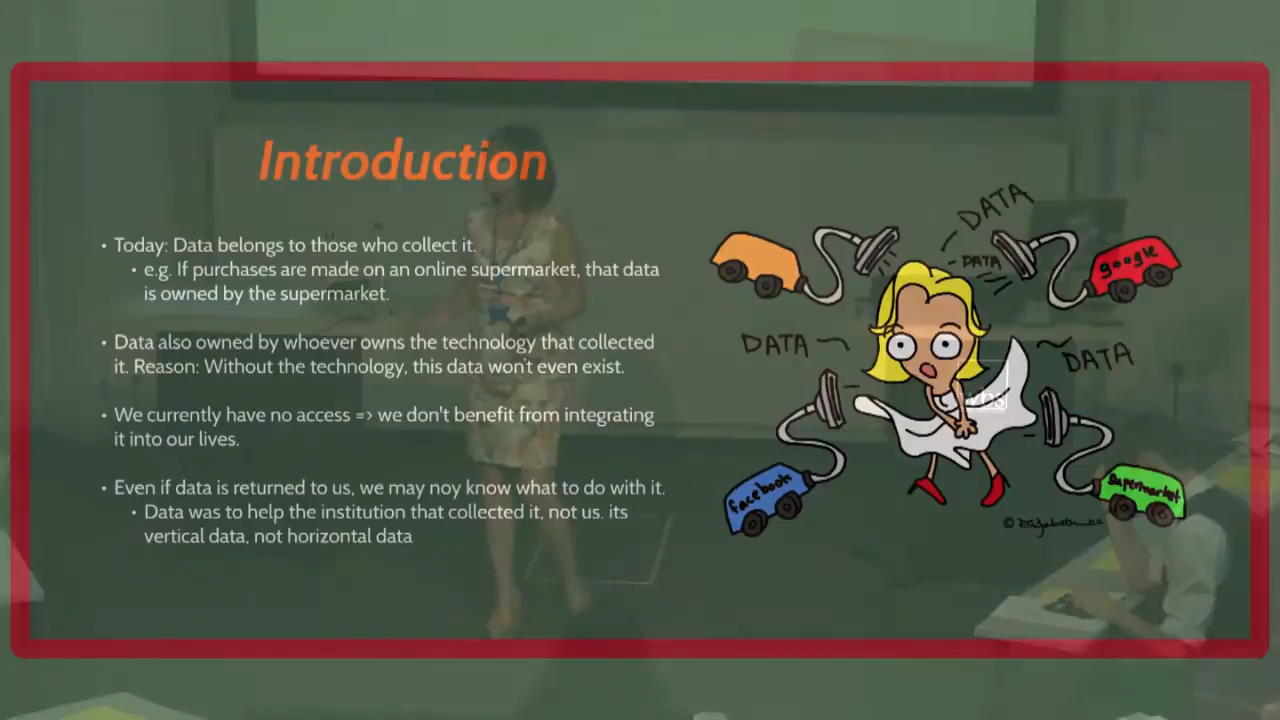 Introduction
• Today: Data belongs to those who collect it.
• e.g. If purchases are made on an online supermarket, that data
is owned by the supermarket.
• Data also owned by whoever owns the technology that collected
it. Reason: Without the technology, this data won't even exist.
• We currently have no access => we don't benefit from integrating
it into our lives.
• Even if data is returned to us, we may noy know what to do with it.
• Data was to help the institution that collected it, not us. its
vertical data, not horizontal data
DATA
DATA
google
DATA
DATA
facebook
Supermarket